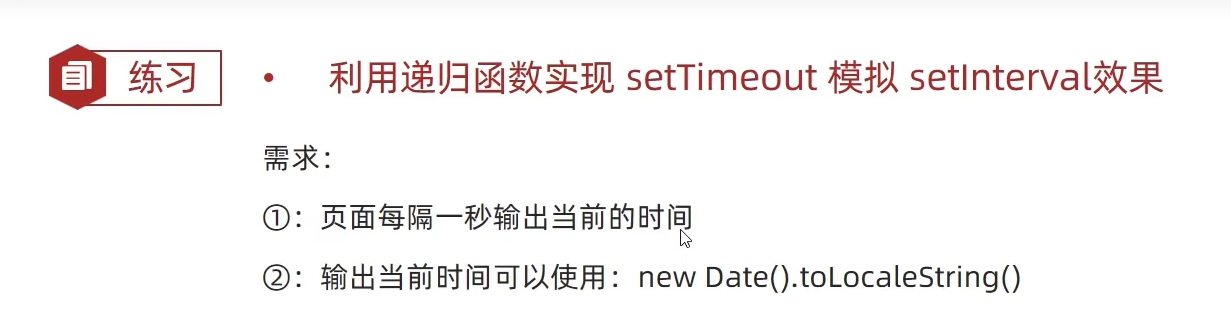 练习 • 利用递归函数实现 setTimeout 模拟 setInterval效果
需求：
①：页面每隔一秒输出当前的时间
②：输出当前时间可以使用：new Date().toLocaleString()